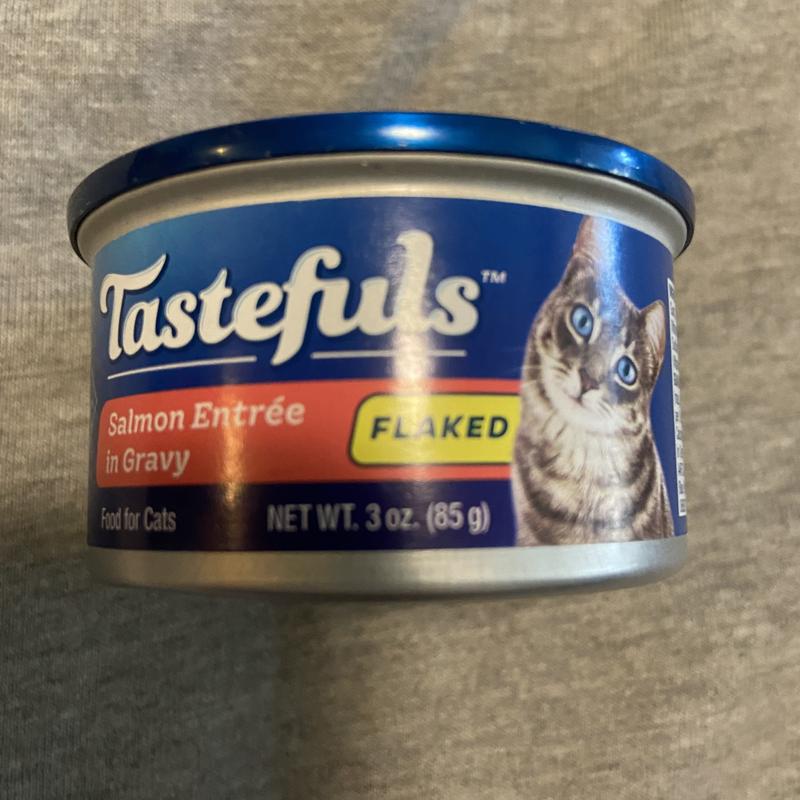 Tastefuls™
Salmon Entrée
in Gravy
FLAKED
Food for Cats
NET WT. 3 oz. (85 g)